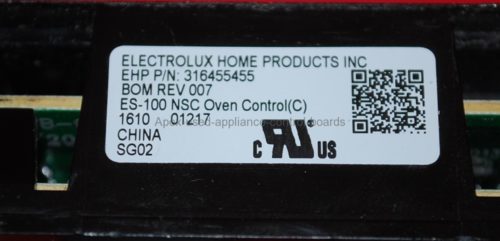 ELECTROLUX HOME PRODUCTS INC
EHP P/N: 316455455
BOM REV 007
ES-100 NSC Oven Control(C)
1610 01217
CHINA
SG02
C US